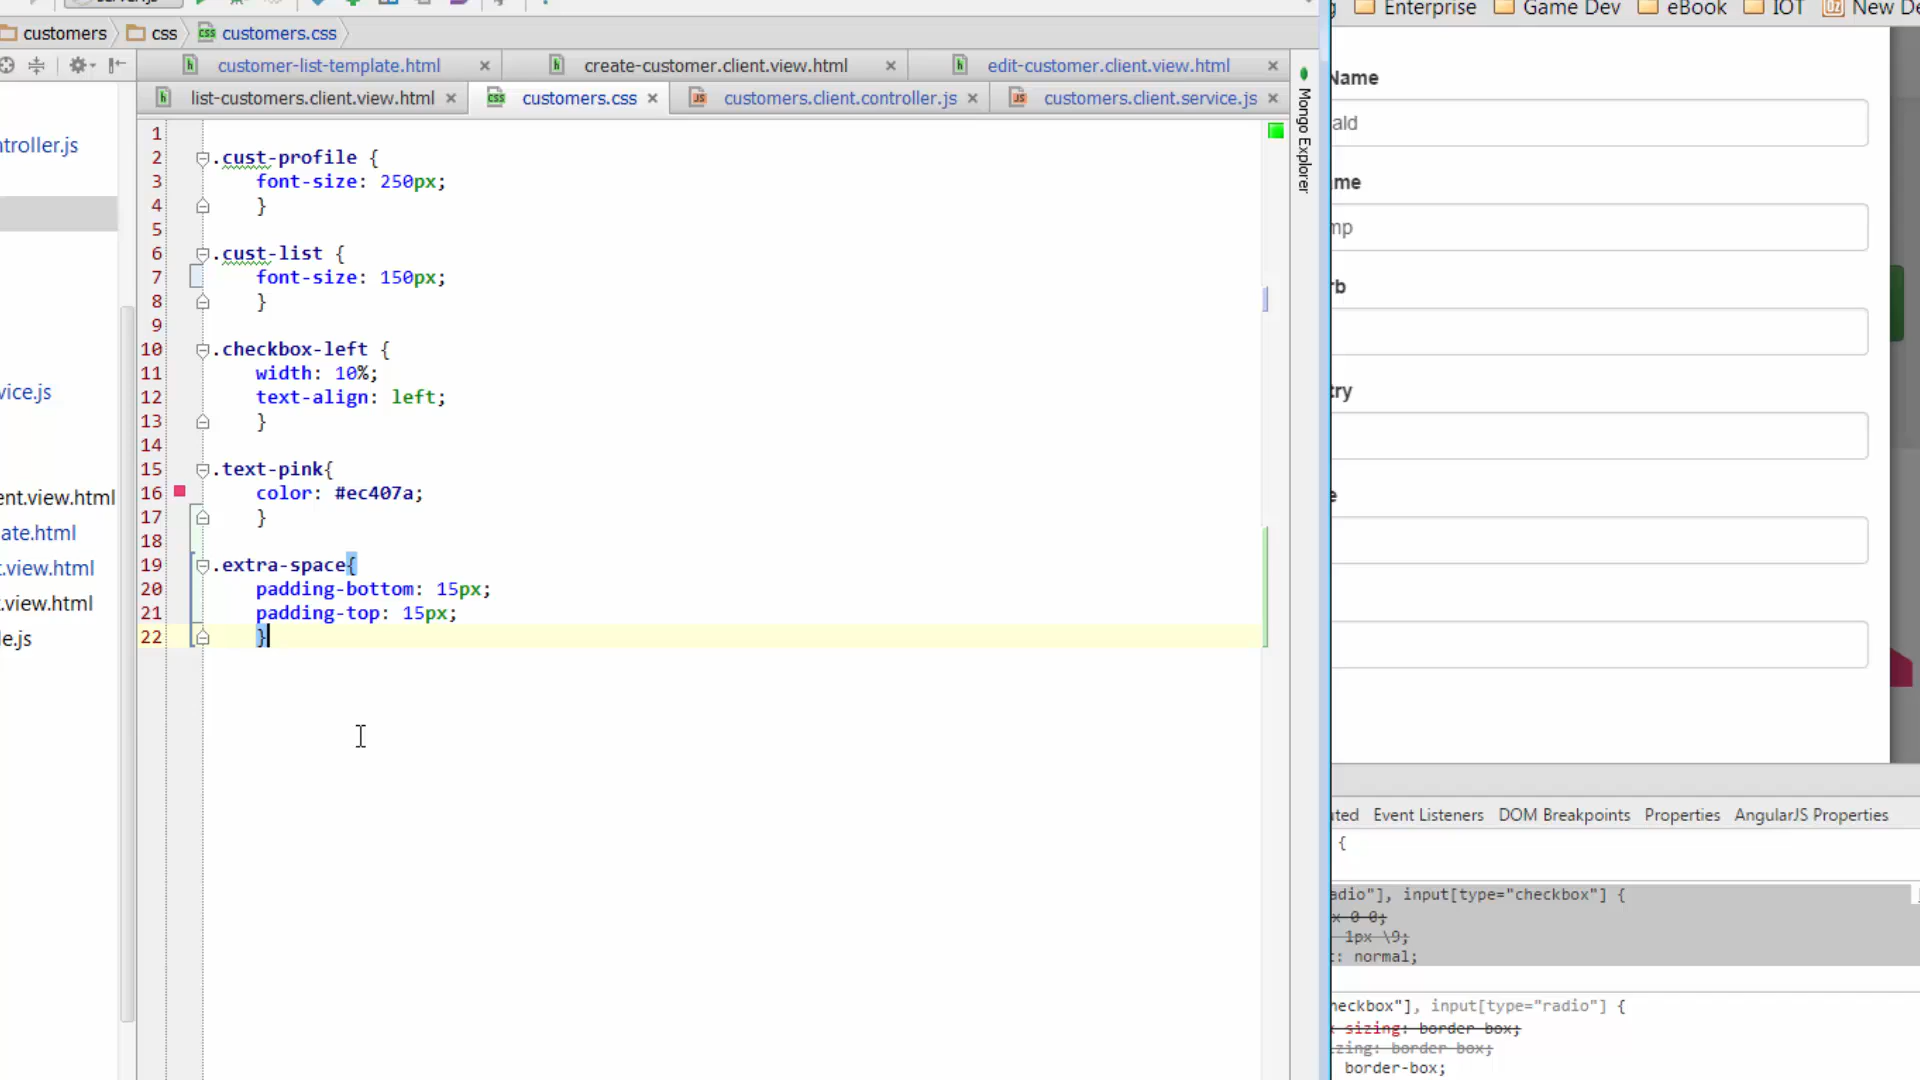 customers css customers.css
Enterprise Game Dev eBook IOT New
customer-list-template.html create-customer.client.view.html edit-customer.client.view.html
list-customers.client.view.html customers.css customers.client.controller.js customers.client.service.js
Mongo Explorer
troller.js
vice.js
ent.view.html
ate.html
.view.html
.view.html
le.js
1
2 .cust-profile {
3 font-size: 250px;
4 }
5
6 .cust-list {
7 font-size: 150px;
8 }
9
10 .checkbox-left {
11 width: 10%;
12 text-align: left;
13 }
14
15 .text-pink{
16 color: #ec407a;
17 }
18
19 .extra-space{
20 padding-bottom: 15px;
21 padding-top: 15px;
22 }
Name
ald
me
mp
rb
try
e
uted Event Listeners DOM Breakpoints Properties AngularJS Properties
{
adio"], input[type="checkbox"] {
x 0 0;
1px \9;
: normal;
heckbox"], input[type="radio"] {
sizing: border-box;
zing: border-box;
border-box;